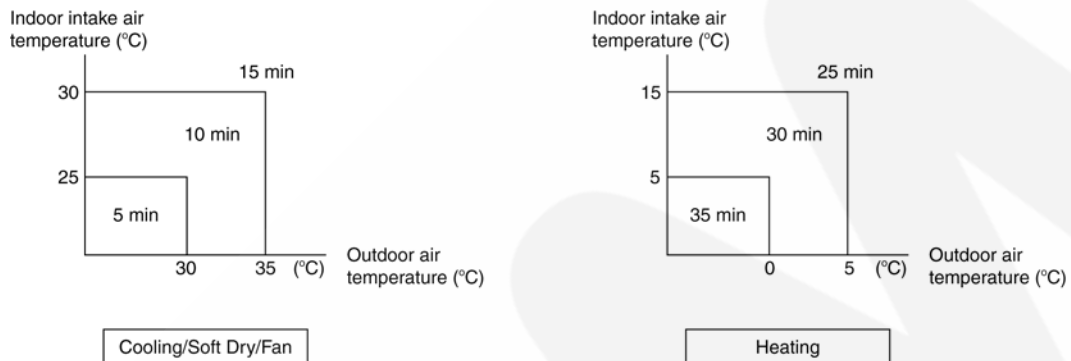 Indoor intake air
temperature (°C)
15 min
30
10 min
25
5 min
30 35 (°C)
Outdoor air
temperature (°C)
Cooling/Soft Dry/Fan
Indoor intake air
temperature (°C)
25 min
15
30 min
5
35 min
0 5 (°C)
Outdoor air
temperature (°C)
Heating